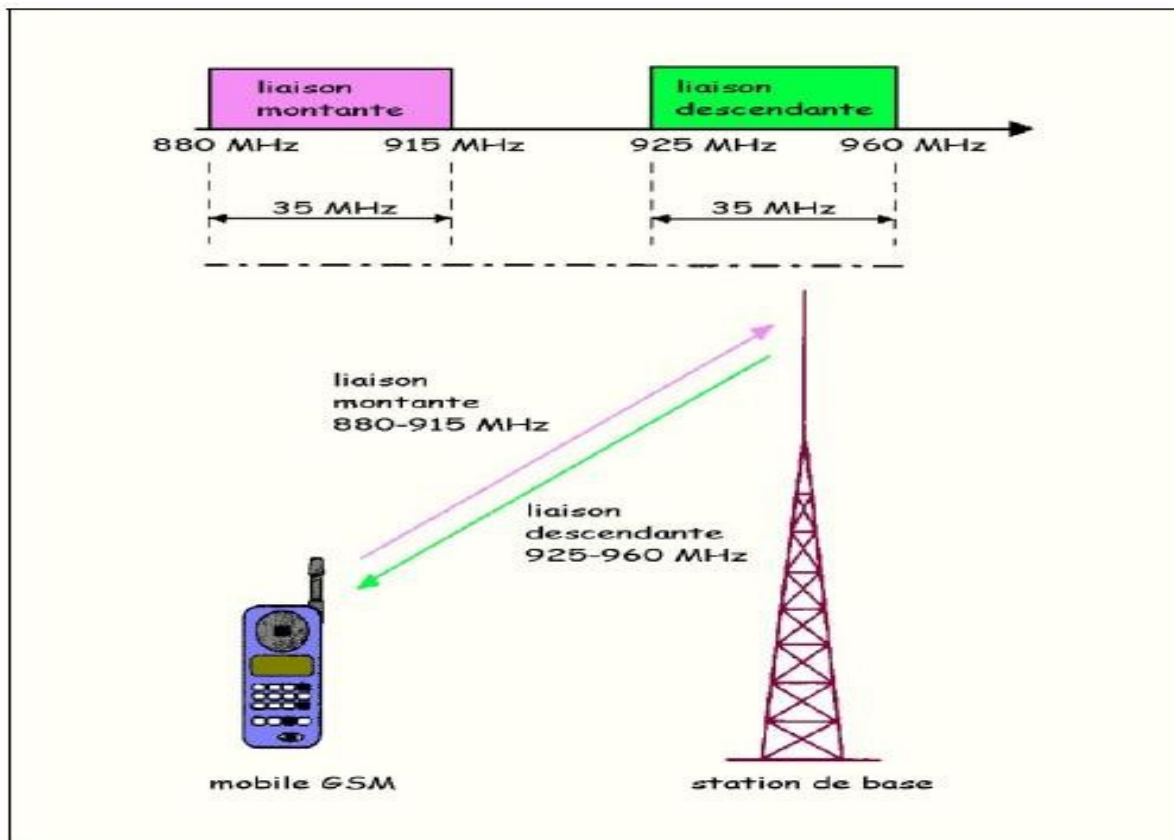 liaison
montante
liaison
descendante
880 MHz
915 MHz
925 MHz
960 MHz
35 MHz
35 MHz
liaison
montante
880-915 MHz
liaison
descendante
925-960 MHz
mobile GSM
station de base